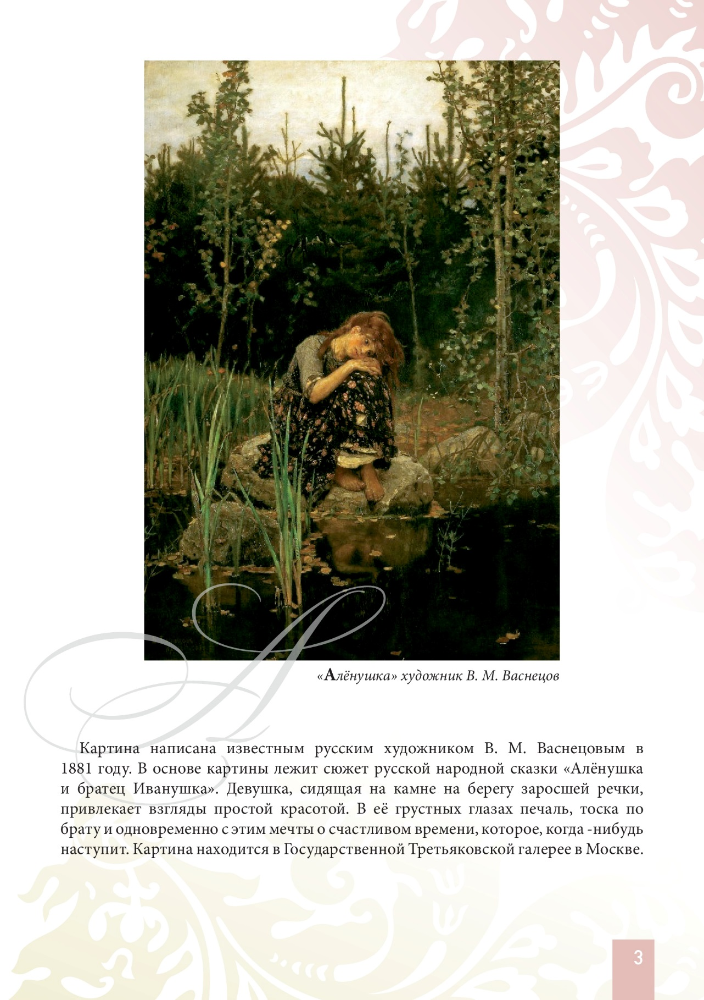 «Алёнушка» художник В. М. Васнецов
Картина написана известным русским художником В. М. Васнецовым в
1881 году. В основе картины лежит сюжет русской народной сказки «Алёнушка
и братец Иванушка». Девушка, сидящая на камне на берегу заросшей речки,
привлекает взгляды простой красотой. В её грустных глазах печаль, тоска по
брату и одновременно с этим мечты о счастливом времени, которое, когда -нибудь
наступит. Картина находится в Государственной Третьяковской галерее в Москве.
3